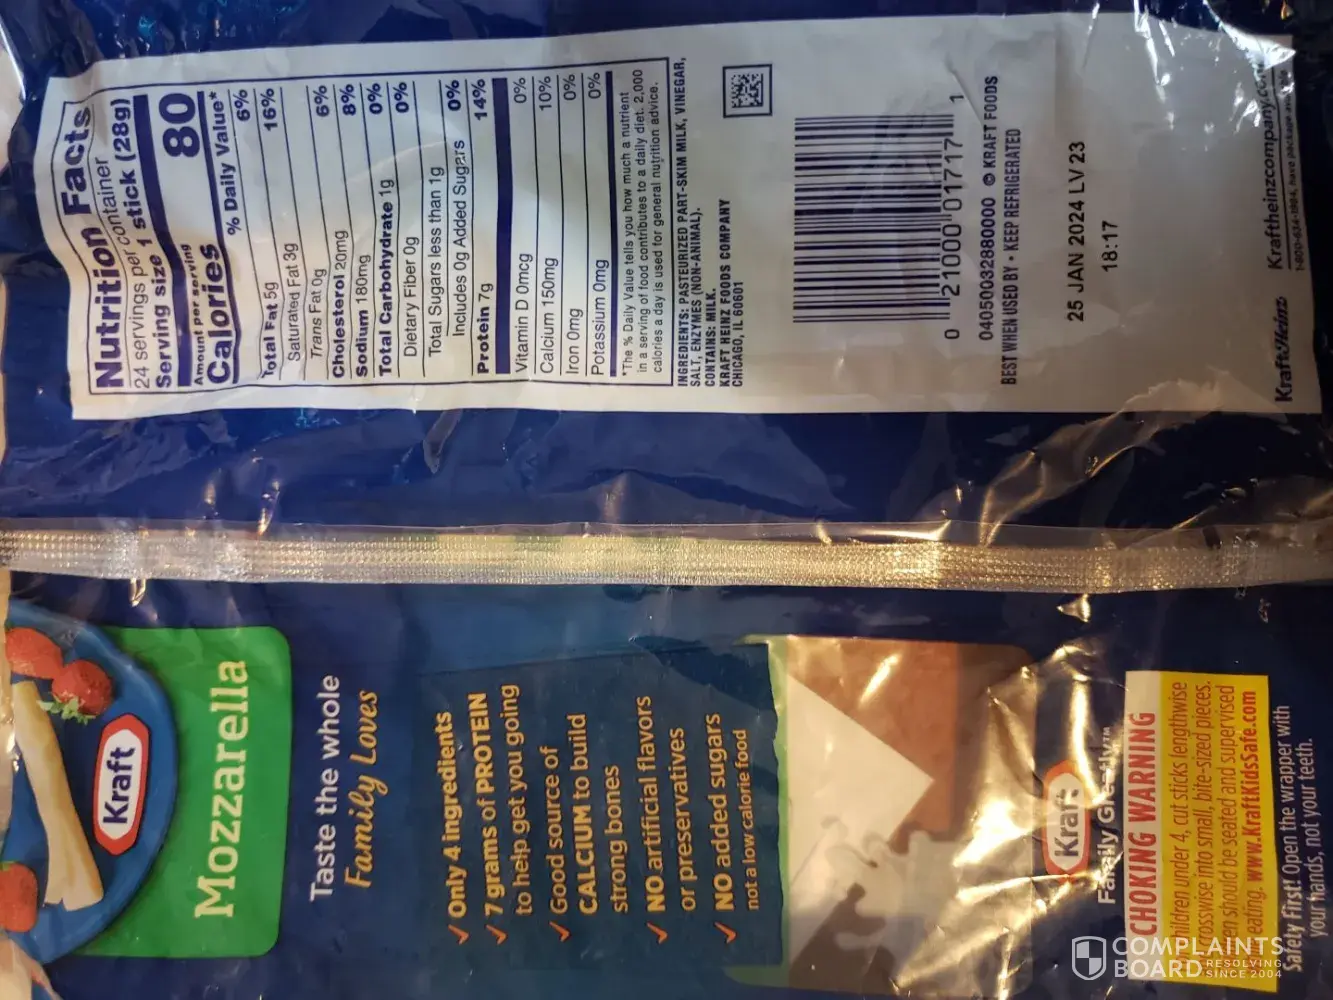 Nutrition Facts
24 servings per container
Serving size 1 stick (28g)
Amount per serving
Calories 80
% Daily Value*
Total Fat 5g 6%
Saturated Fat 3g 16%
Trans Fat 0g
Cholesterol 20mg 6%
Sodium 180mg 8%
Total Carbohydrate 1g 0%
Dietary Fiber 0g 0%
Total Sugars less than 1g
Includes 0g Added Sugars 0%
Protein 7g 14%
Vitamin D 0mcg 0%
Calcium 150mg 10%
Iron 0mg 0%
Potassium 0mg 0%
*The % Daily Value tells you how much a nutrient
in a serving of food contributes to a daily diet. 2,000
calories a day is used for general nutrition advice.
INGREDIENTS: PASTEURIZED PART-SKIM MILK, VINEGAR,
SALT, ENZYMES (NON-ANIMAL).
CONTAINS: MILK.
KRAFT HEINZ FOODS COMPANY
CHICAGO, IL 60601
0 21000 01717 1
04050032880000 © KRAFT FOODS
BEST WHEN USED BY • KEEP REFRIGERATED
25 JAN 2024 LV 23
18:17
KraftHeinz Kraftheinzcompany.com
1-800-634-1984, have package available
Kraft
Mozzarella
Taste the whole
Family Loves
✓ Only 4 ingredients
✓ 7 grams of PROTEIN
to help get you going
✓ Good source of
CALCIUM to build
strong bones
✓ NO artificial flavors
or preservatives
✓ NO added sugars
not a low calorie food
Kraft
Family Greatly™
CHOKING WARNING
children under 4, cut sticks lengthwise
crosswise into small, bite-sized pieces.
should be seated and supervised
eating. www.KraftKidsSafe.com
Safety First! Open the wrapper with
your hands, not your teeth.
COMPLAINTS
BOARD RESOLVING
SINCE 2004